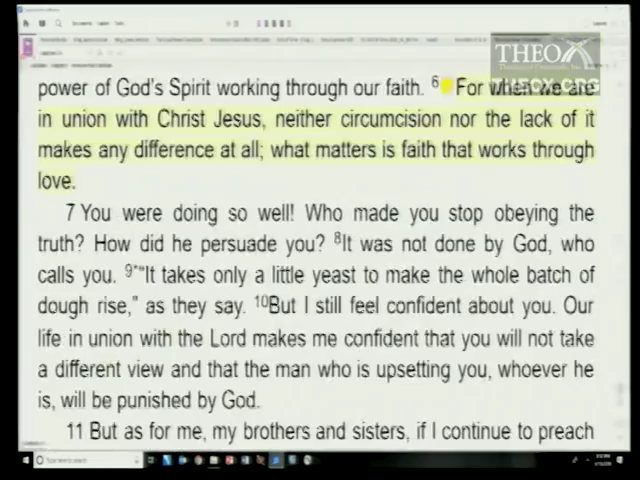 THEOX
THEOX.ORG
power of God's Spirit working through our faith. 6 For when we are
in union with Christ Jesus, neither circumcision nor the lack of it
makes any difference at all; what matters is faith that works through
love.
7 You were doing so well! Who made you stop obeying the
truth? How did he persuade you? 8It was not done by God, who
calls you. 9*"It takes only a little yeast to make the whole batch of
dough rise," as they say. 10But I still feel confident about you. Our
life in union with the Lord makes me confident that you will not take
a different view and that the man who is upsetting you, whoever he
is, will be punished by God.
11 But as for me, my brothers and sisters, if I continue to preach
Type here to search